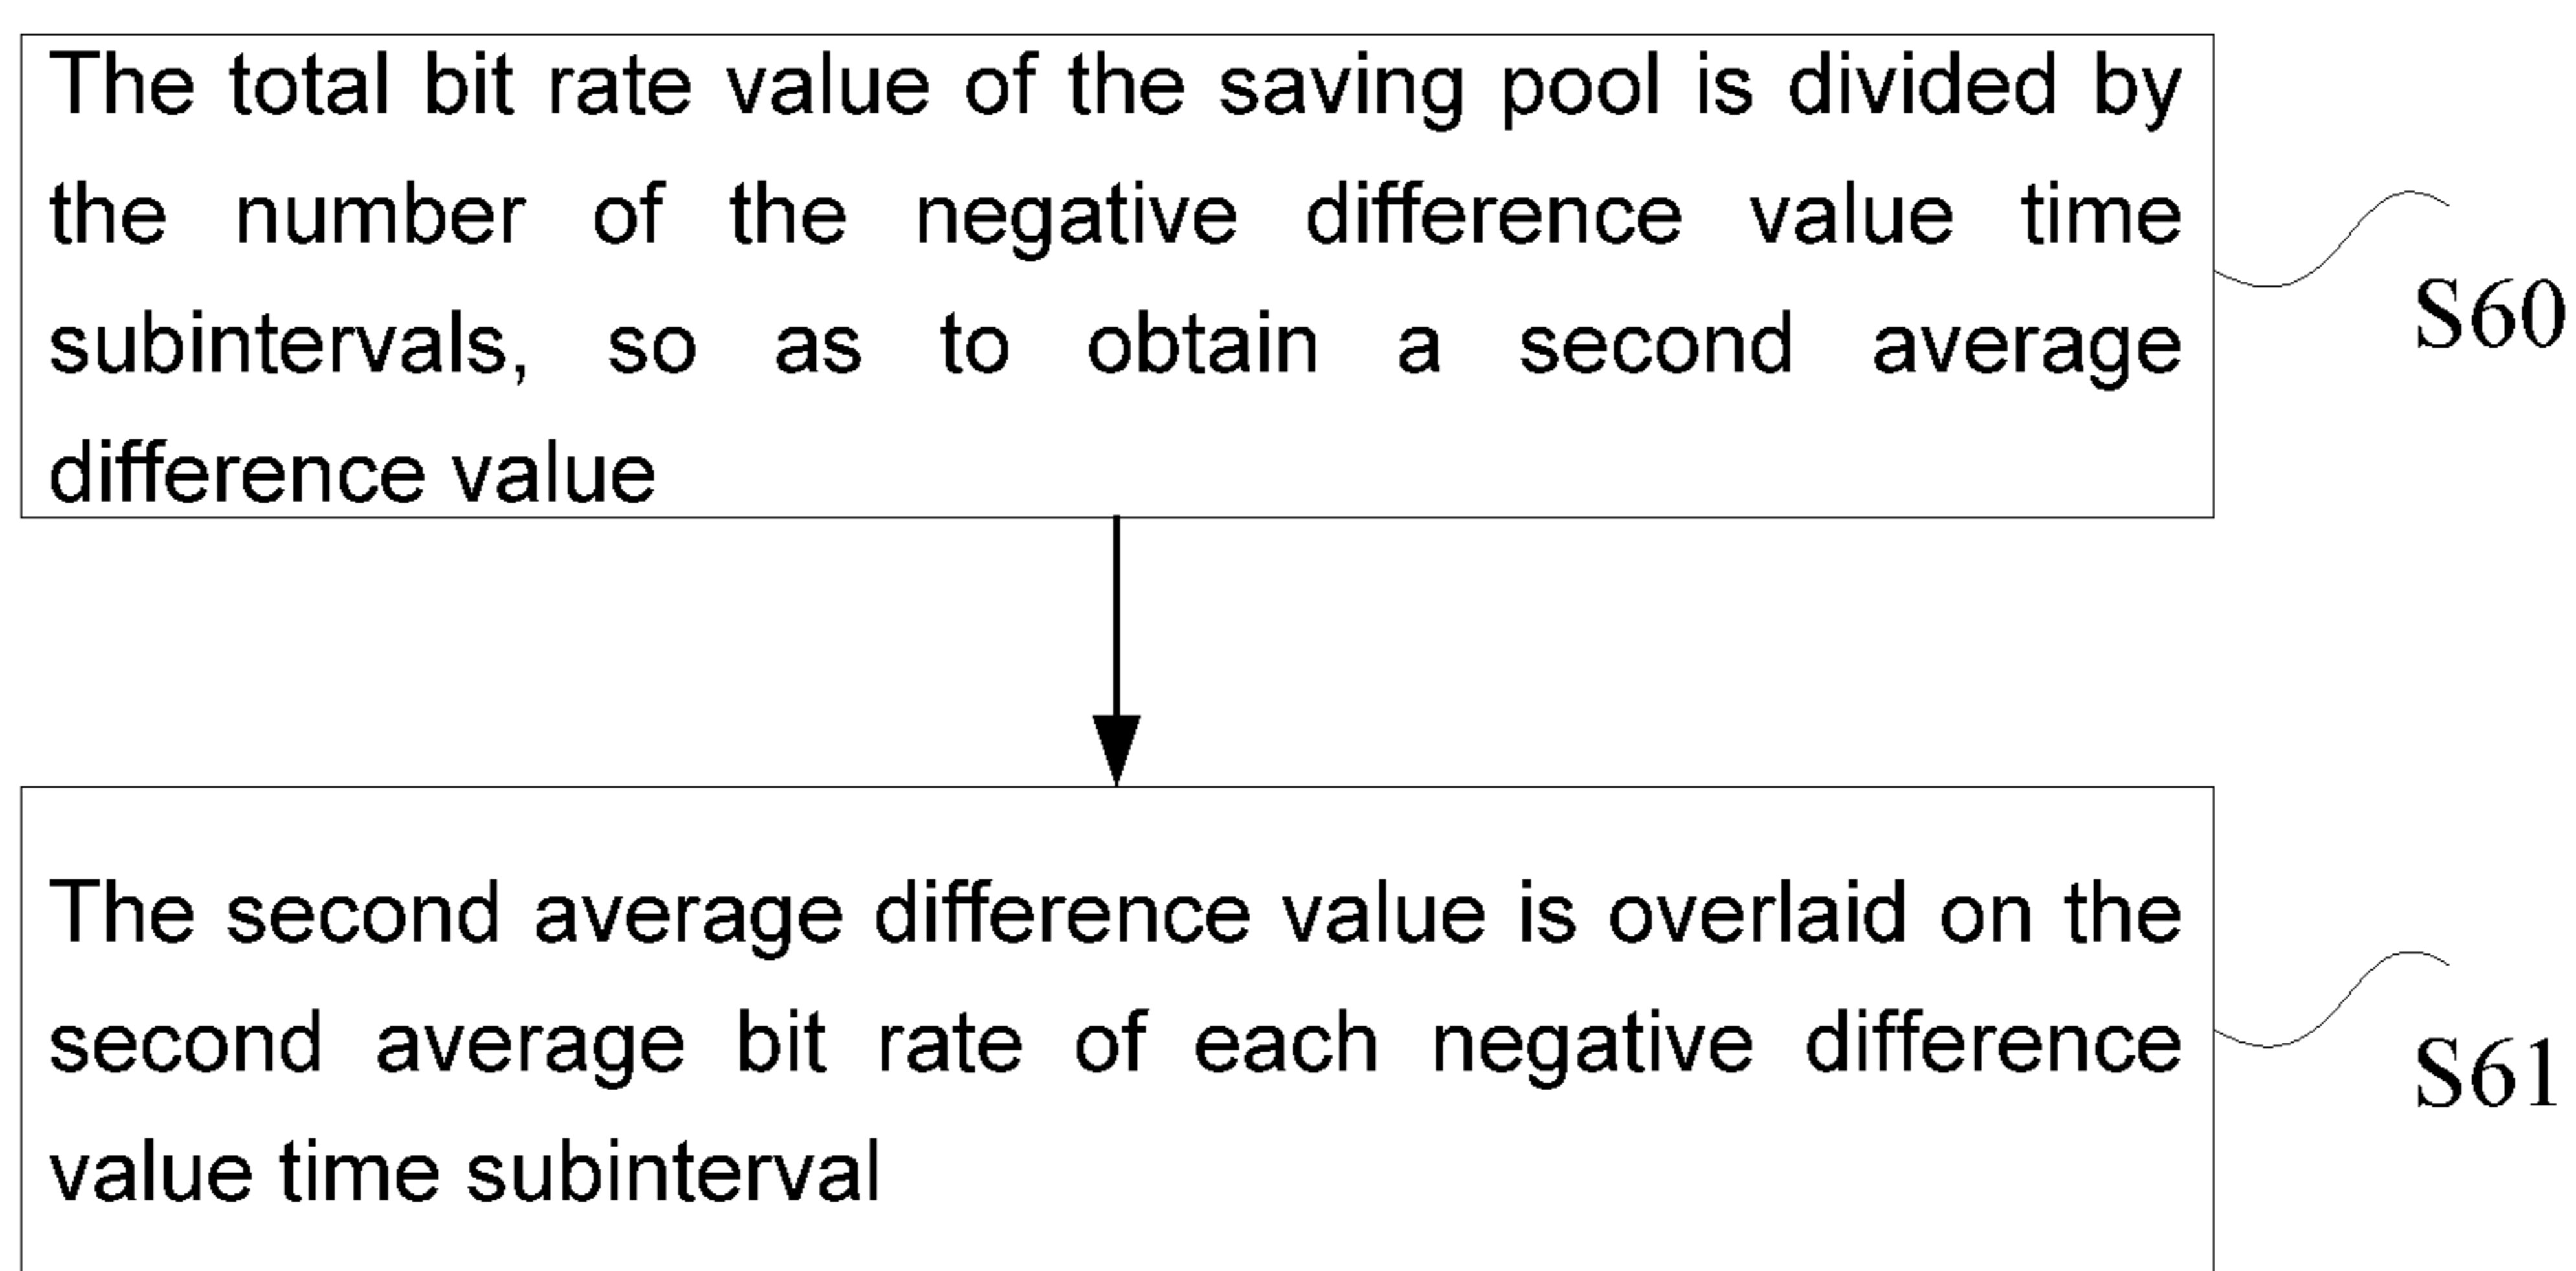 The total bit rate value of the saving pool is divided by
the number of the negative difference value time
subintervals, so as to obtain a second average
difference value
S60
The second average difference value is overlaid on the
second average bit rate of each negative difference
value time subinterval
S61